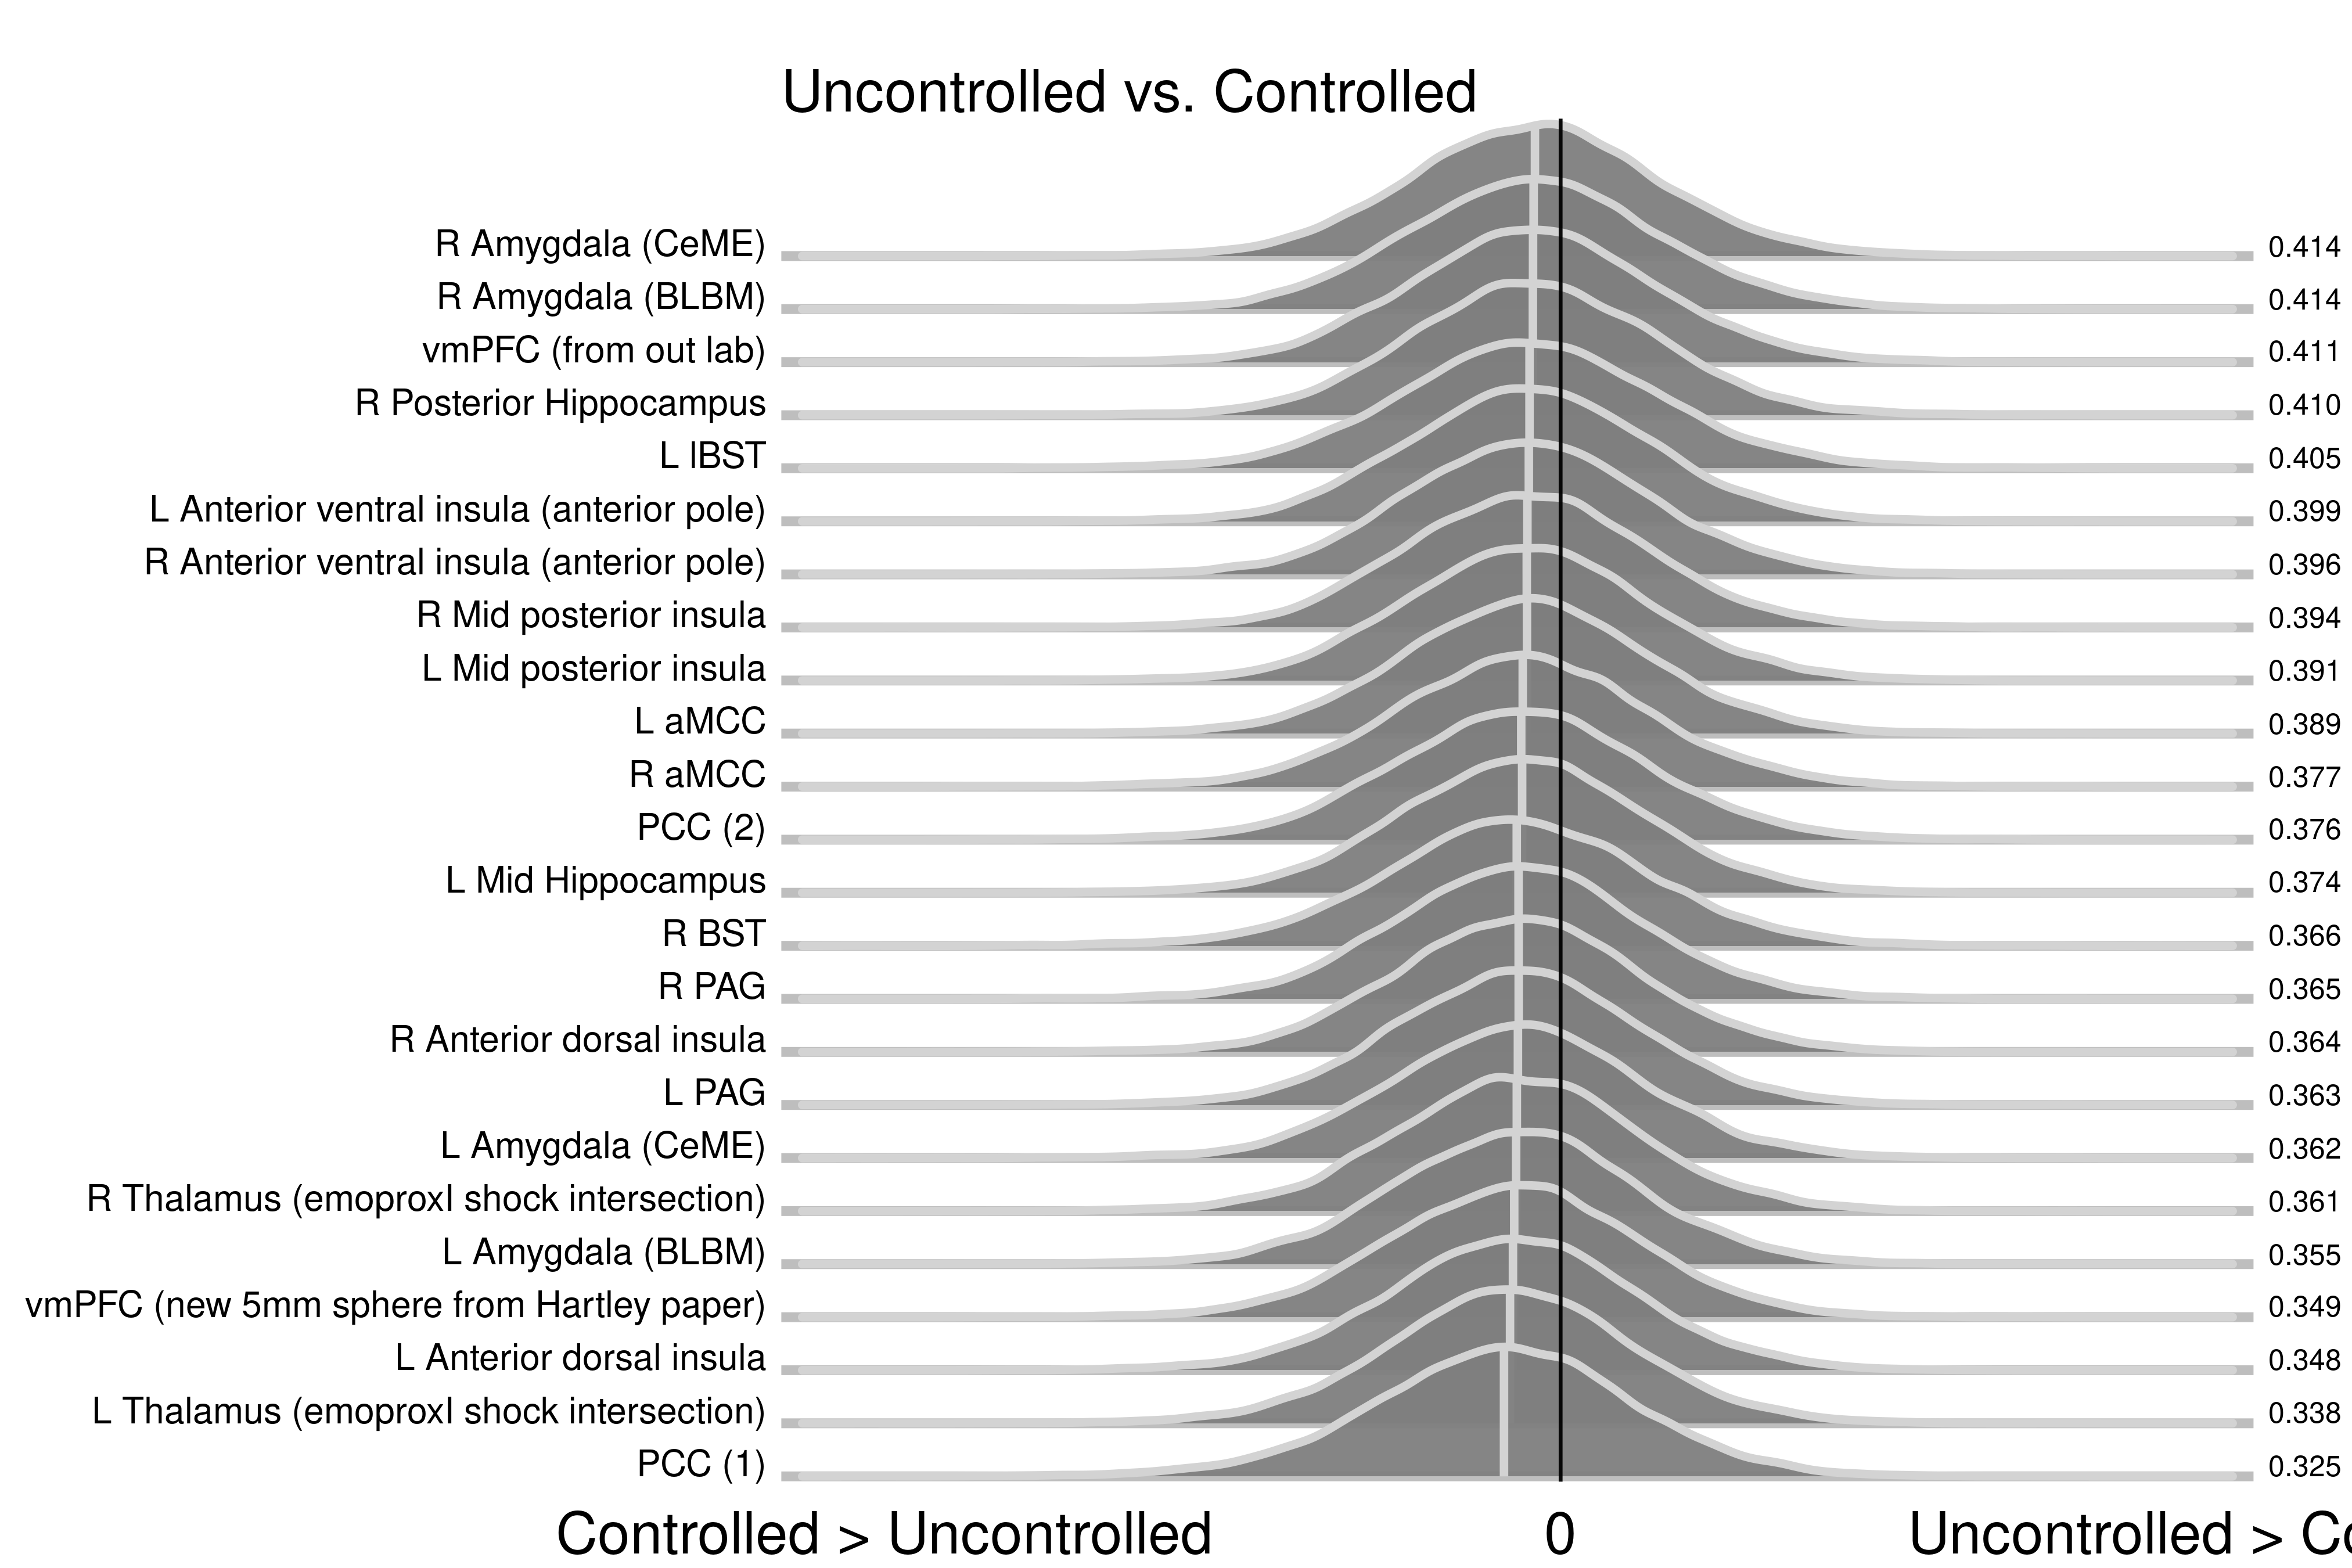 Uncontrolled vs. Controlled
R Amygdala (CeME) 0.414
R Amygdala (BLBM) 0.414
vmPFC (from out lab) 0.411
R Posterior Hippocampus 0.410
L lBST 0.405
L Anterior ventral insula (anterior pole) 0.399
R Anterior ventral insula (anterior pole) 0.396
R Mid posterior insula 0.394
L Mid posterior insula 0.391
L aMCC 0.389
R aMCC 0.377
PCC (2) 0.376
L Mid Hippocampus 0.374
R BST 0.366
R PAG 0.365
R Anterior dorsal insula 0.364
L PAG 0.363
L Amygdala (CeME) 0.362
R Thalamus (emoproxI shock intersection) 0.361
L Amygdala (BLBM) 0.355
vmPFC (new 5mm sphere from Hartley paper) 0.349
L Anterior dorsal insula 0.348
L Thalamus (emoproxI shock intersection) 0.338
PCC (1) 0.325
Controlled > Uncontrolled 0 Uncontrolled >